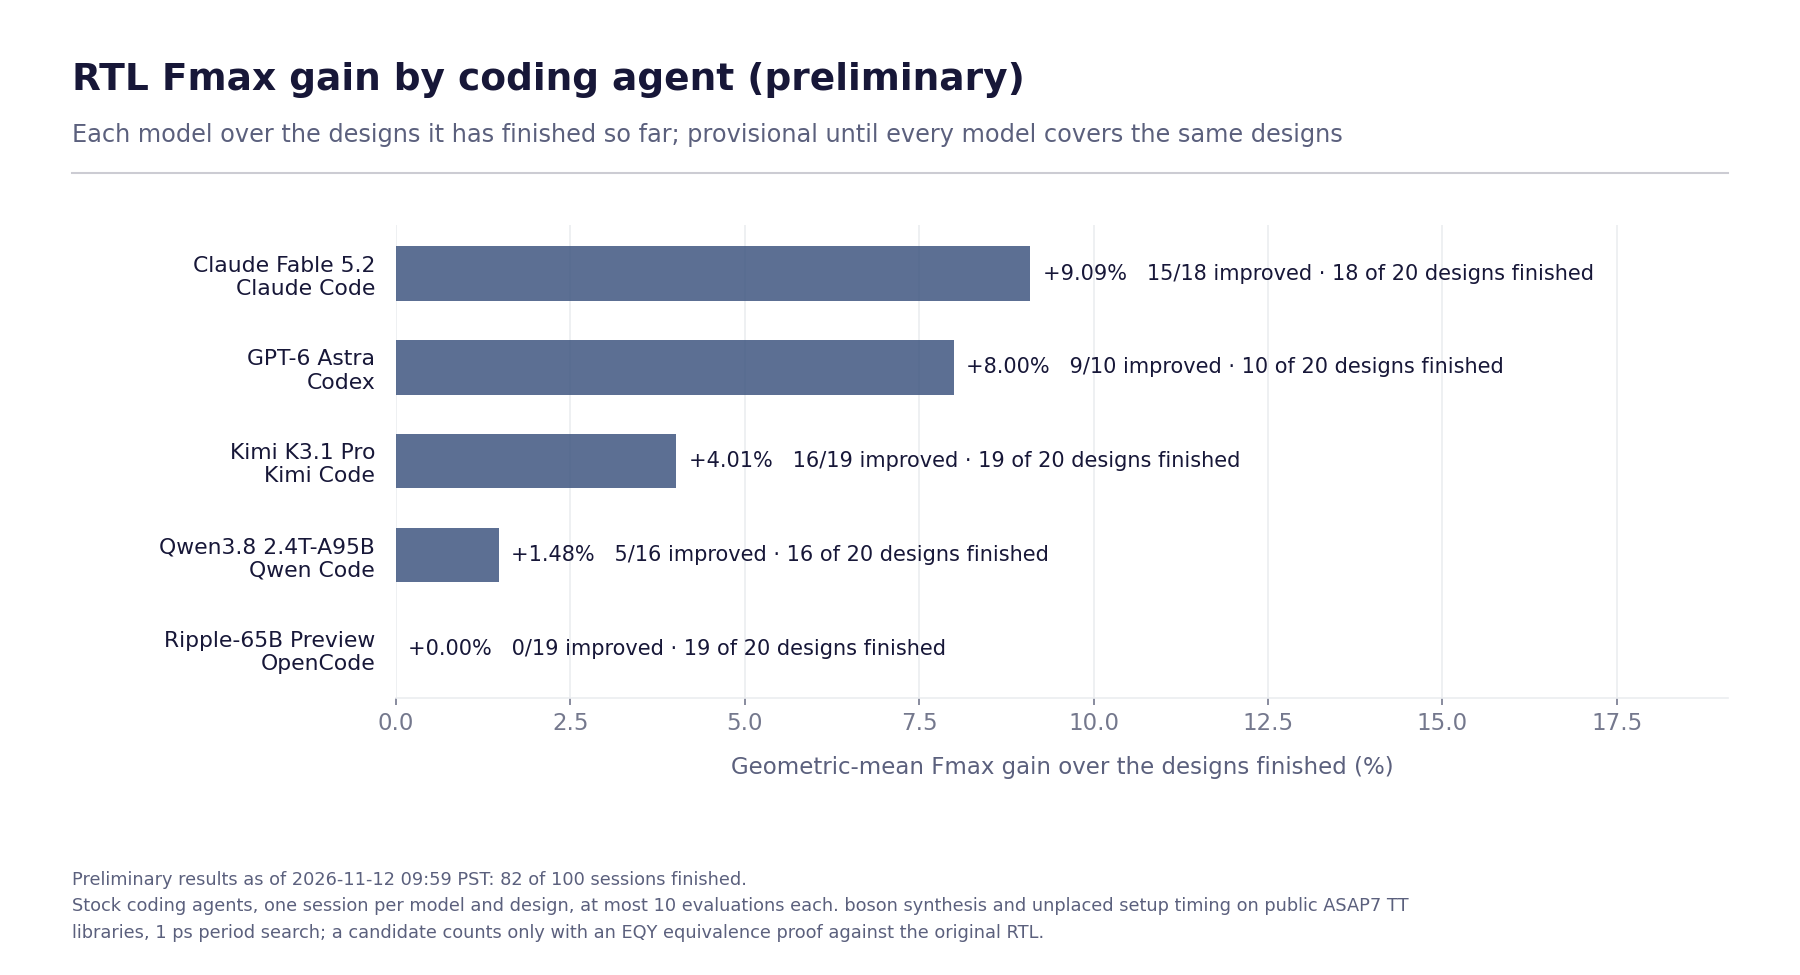 RTL Fmax gain by coding agent (preliminary)
Each model over the designs it has finished so far; provisional until every model covers the same designs
Claude Fable 5.2
Claude Code
+9.09% 15/18 improved · 18 of 20 designs finished
GPT-6 Astra
Codex
+8.00% 9/10 improved · 10 of 20 designs finished
Kimi K3.1 Pro
Kimi Code
+4.01% 16/19 improved · 19 of 20 designs finished
Qwen3.8 2.4T-A95B
Qwen Code
+1.48% 5/16 improved · 16 of 20 designs finished
Ripple-65B Preview
OpenCode
+0.00% 0/19 improved · 19 of 20 designs finished
0.0 2.5 5.0 7.5 10.0 12.5 15.0 17.5
Geometric-mean Fmax gain over the designs finished (%)
Preliminary results as of 2026-11-12 09:59 PST: 82 of 100 sessions finished.
Stock coding agents, one session per model and design, at most 10 evaluations each. boson synthesis and unplaced setup timing on public ASAP7 TT
libraries, 1 ps period search; a candidate counts only with an EQY equivalence proof against the original RTL.